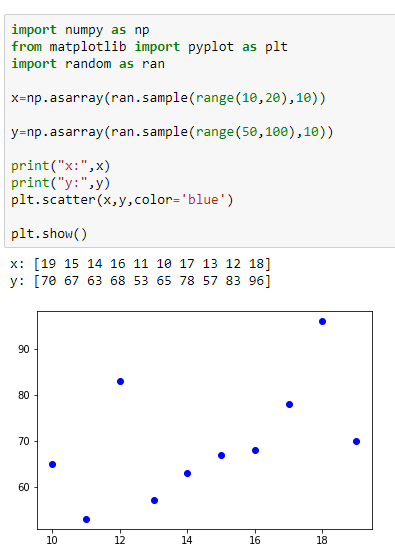 import numpy as np
from matplotlib import pyplot as plt
import random as ran
x=np.asarray(ran.sample(range(10,20),10))
y=np.asarray(ran.sample(range(50,100),10))
print("x:",x)
print("y:",y)
plt.scatter(x,y,color='blue')
plt.show()
x: [19 15 14 16 11 10 17 13 12 18]
y: [70 67 63 68 53 65 78 57 83 96]
90
80
70
60
10 12 14 16 18